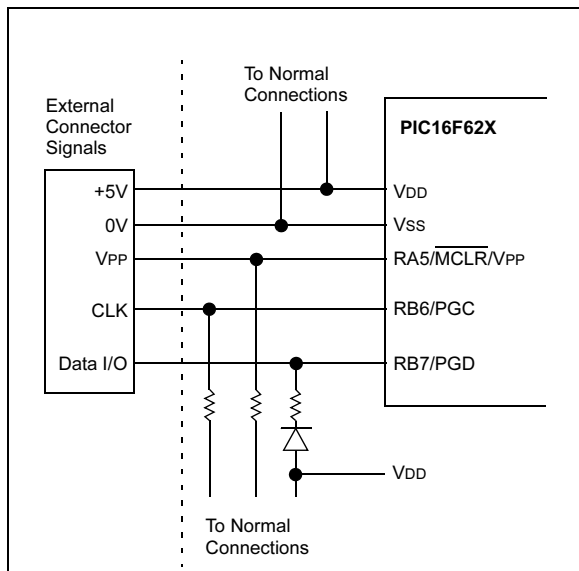 To Normal
Connections
External
Connector
Signals
PIC16F62X
+5V
VDD
0V
VSS
VPP
RA5/MCLR/VPP
CLK
RB6/PGC
Data I/O
RB7/PGD
VDD
To Normal
Connections